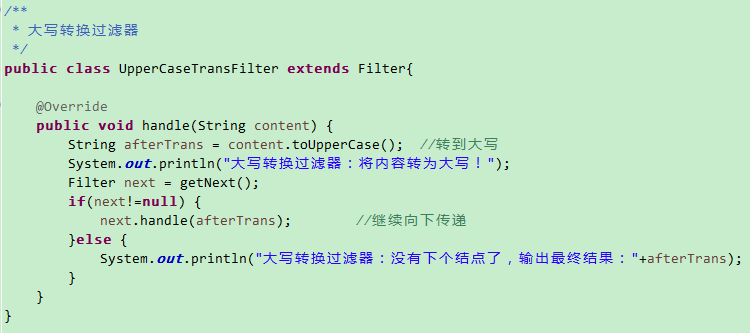 /**
 * 大写转换过滤器
 */
public class UpperCaseTransFilter extends Filter{
    @Override
    public void handle(String content) {
        String afterTrans = content.toUpperCase();  //转到大写
        System.out.println("大写转换过滤器：将内容转为大写！");
        Filter next = getNext();
        if(next!=null) {
            next.handle(afterTrans);        //继续向下传递
        }else {
            System.out.println("大写转换过滤器：没有下个结点了，输出最终结果："+afterTrans);
        }
    }
}